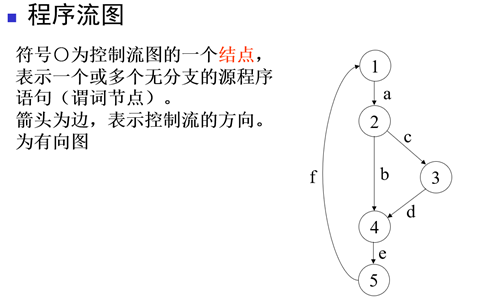 程序流图
符号〇为控制流图的一个结点，
表示一个或多个无分支的源程序
语句（谓词节点）。
箭头为边，表示控制流的方向。
为有向图
1
a
2
c
f
b
3
d
4
e
5